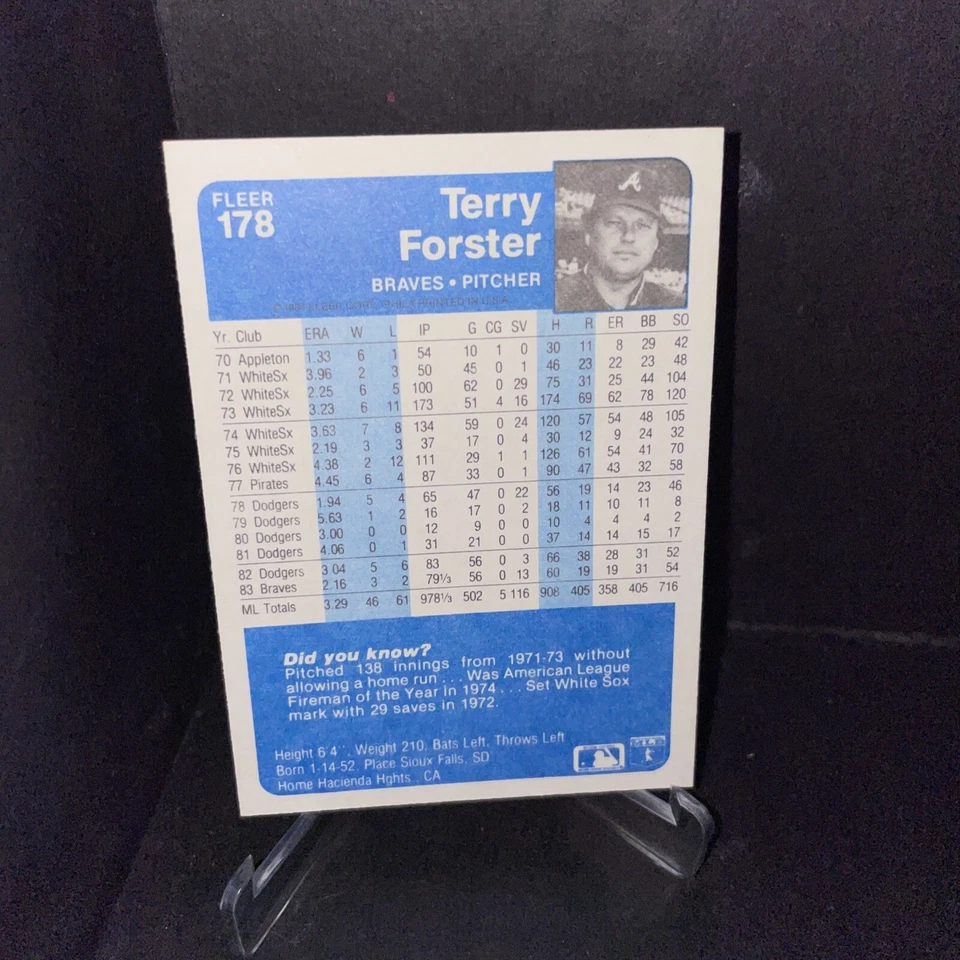 FLEER
178
Terry
Forster
BRAVES • PITCHER
© 1984 FLEER CORP. PHILA PRINTED IN U.S.A.
Yr. Club ERA W L IP G CG SV H R ER BB SO
70 Appleton 1.33 6 1 54 10 1 0 30 11 8 29 42
71 WhiteSx 3.96 2 3 50 45 0 1 46 23 22 23 48
72 WhiteSx 2.25 6 5 100 62 0 29 75 31 25 44 104
73 WhiteSx 3.23 6 11 173 51 4 16 174 69 62 78 120
74 WhiteSx 3.63 7 8 134 59 0 24 120 57 54 48 105
75 WhiteSx 2.19 3 3 37 17 0 4 30 12 9 24 32
76 WhiteSx 4.38 2 12 111 29 1 1 126 61 54 41 70
77 Pirates 4.45 6 4 87 33 0 1 90 47 43 32 58
78 Dodgers 1.94 5 4 65 47 0 22 56 19 14 23 46
79 Dodgers 5.63 1 2 16 17 0 2 18 11 10 11 8
80 Dodgers 3.00 0 0 12 9 0 0 10 4 4 4 2
81 Dodgers 4.06 0 1 31 21 0 0 37 14 14 15 17
82 Dodgers 3.04 5 6 83 56 0 3 66 38 28 31 52
83 Braves 2.16 3 2 79⅓ 56 0 13 60 19 19 31 54
ML Totals 3.29 46 61 978⅓ 502 5 116 908 405 358 405 716
Did you know?
Pitched 138 innings from 1971-73 without
allowing a home run . . . Was American League
Fireman of the Year in 1974 . . . Set White Sox
mark with 29 saves in 1972.
Height 6'4'', Weight 210, Bats Left, Throws Left
Born 1-14-52, Place Sioux Falls, SD
Home Hacienda Hghts., CA